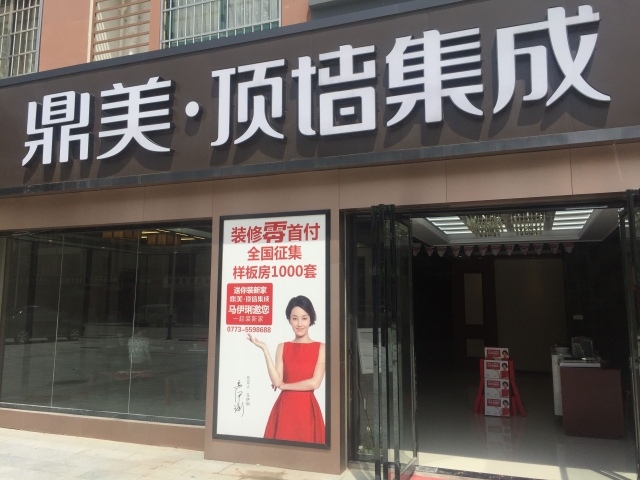 鼎美·顶墙集成
装修零首付
全国征集
样板房1000套
送你装新家
鼎美·顶墙集成
马伊琍邀您
一起装新家
0773-5598688